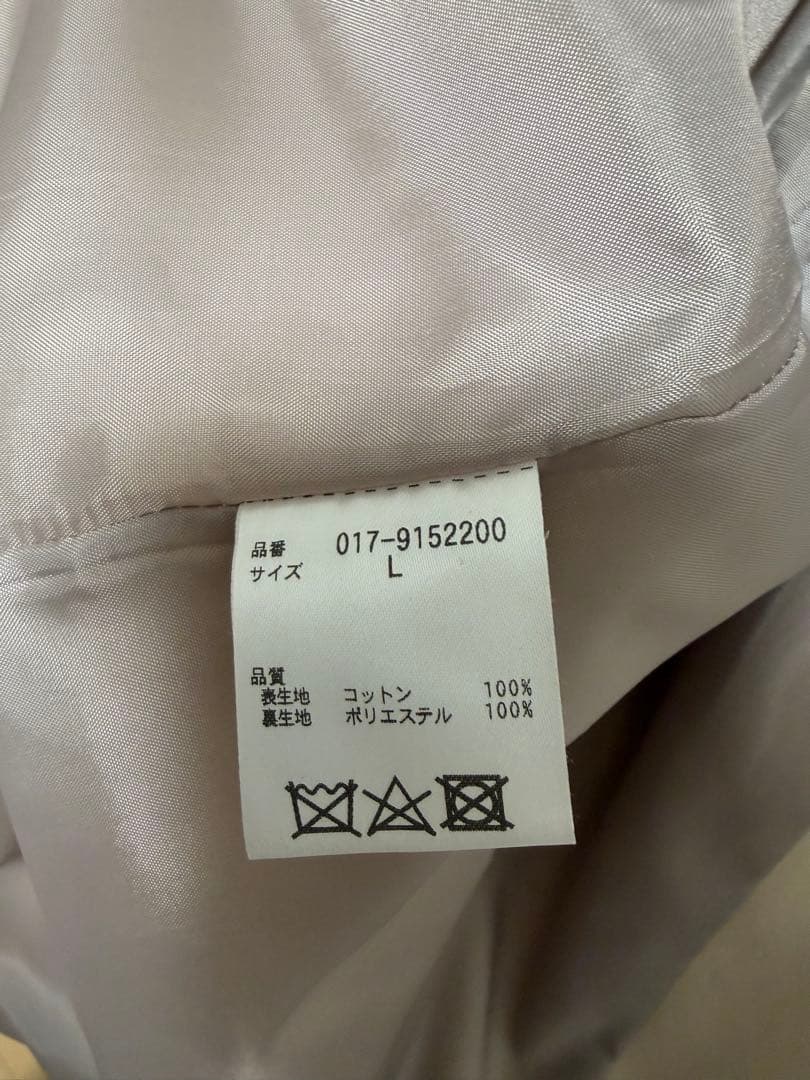 品番 017-9152200
サイズ L
品質
表生地 コットン 100%
裏生地 ポリエステル 100%